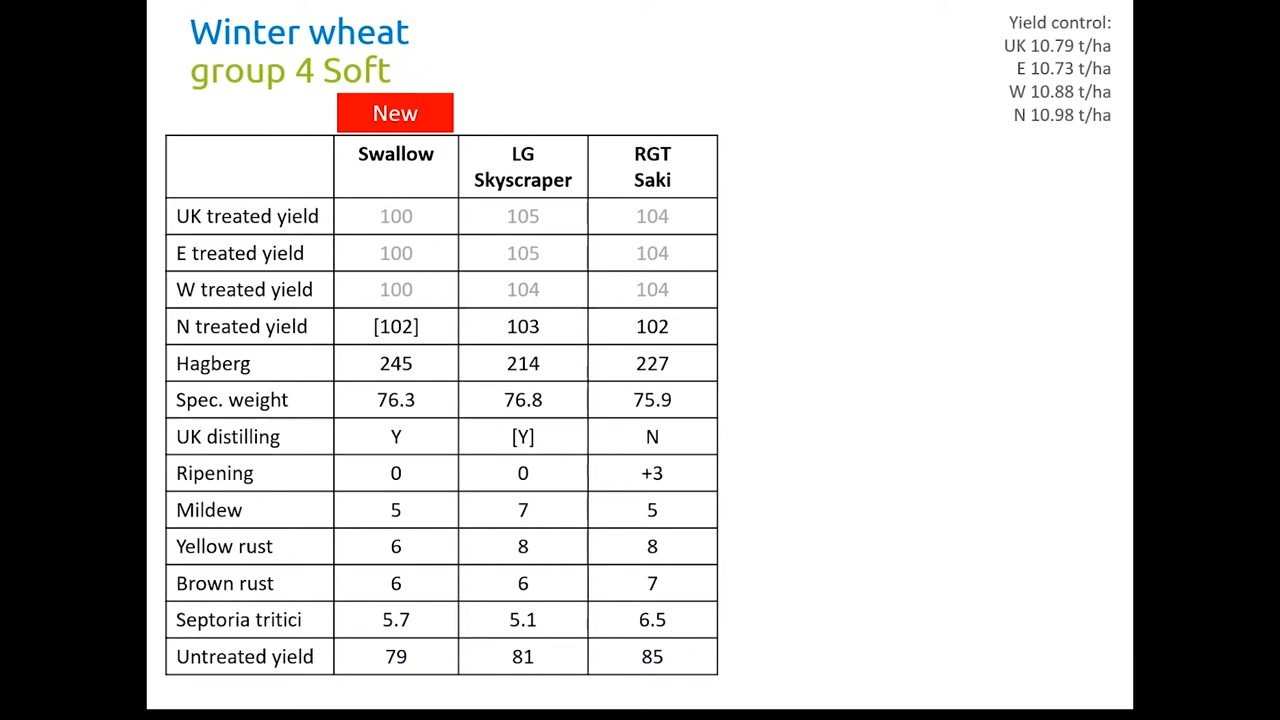 Winter wheat
group 4 Soft
Yield control:
UK 10.79 t/ha
E 10.73 t/ha
W 10.88 t/ha
N 10.98 t/ha
New
Swallow LG Skyscraper RGT Saki
UK treated yield 100 105 104
E treated yield 100 105 104
W treated yield 100 104 104
N treated yield [102] 103 102
Hagberg 245 214 227
Spec. weight 76.3 76.8 75.9
UK distilling Y [Y] N
Ripening 0 0 +3
Mildew 5 7 5
Yellow rust 6 8 8
Brown rust 6 6 7
Septoria tritici 5.7 5.1 6.5
Untreated yield 79 81 85